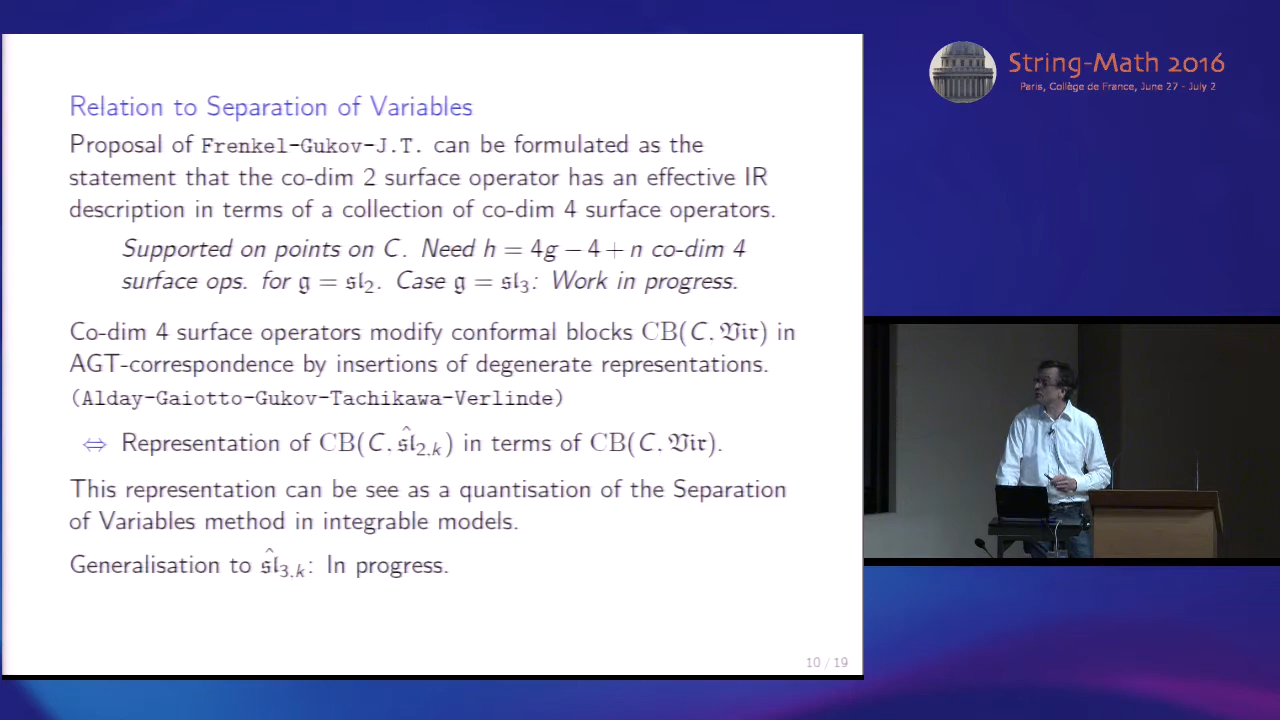 String-Math 2016
Paris, Collège de France, June 27 - July 2
Relation to Separation of Variables
Proposal of Frenkel-Gukov-J.T. can be formulated as the
statement that the co-dim 2 surface operator has an effective IR
description in terms of a collection of co-dim 4 surface operators.
Supported on points on C. Need h = 4g − 4 + n co-dim 4
surface ops. for 𝔤 = 𝔰𝔩₂. Case 𝔤 = 𝔰𝔩₃: Work in progress.
Co-dim 4 surface operators modify conformal blocks CB(C, 𝔙𝔦𝔯) in
AGT-correspondence by insertions of degenerate representations.
(Alday-Gaiotto-Gukov-Tachikawa-Verlinde)
⇔ Representation of CB(C, 𝔰𝔩̂₂,ₖ) in terms of CB(C, 𝔙𝔦𝔯).
This representation can be see as a quantisation of the Separation
of Variables method in integrable models.
Generalisation to 𝔰𝔩̂₃,ₖ: In progress.
10 / 19